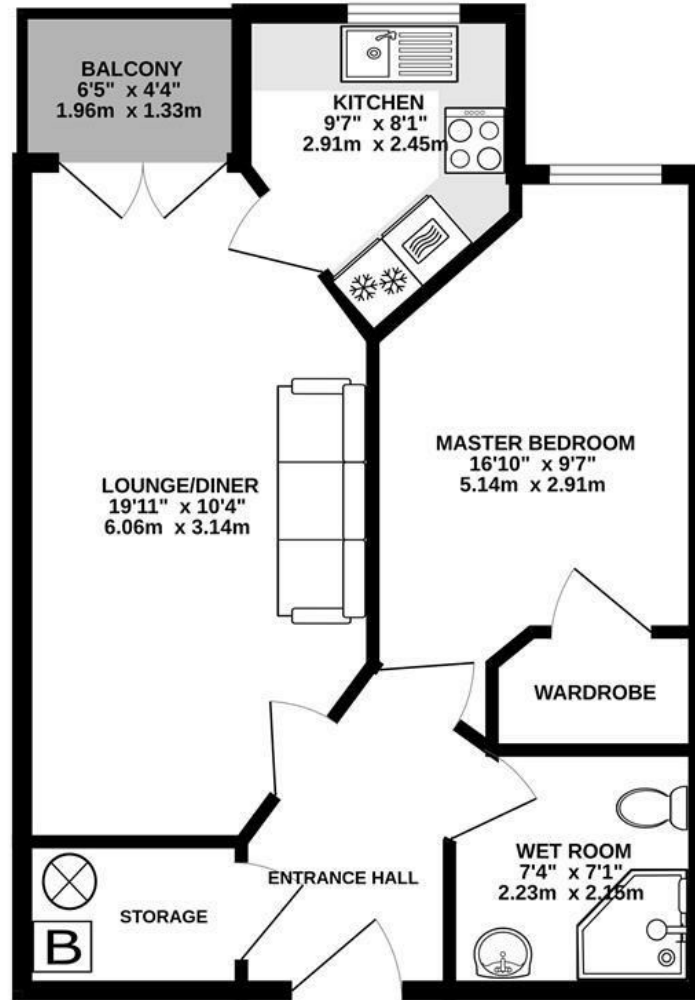 BALCONY
6'5" x 4'4"
1.96m x 1.33m
KITCHEN
9'7" x 8'1"
2.91m x 2.45m
MASTER BEDROOM
16'10" x 9'7"
5.14m x 2.91m
LOUNGE/DINER
19'11" x 10'4"
6.06m x 3.14m
WARDROBE
WET ROOM
7'4" x 7'1"
2.23m x 2.15m
ENTRANCE HALL
STORAGE
B